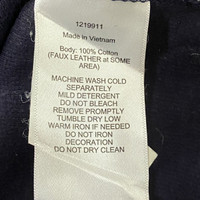 1219911
Made in Vietnam
Body: 100% Cotton
(FAUX LEATHER at SOME
AREA)
MACHINE WASH COLD
SEPARATELY
MILD DETERGENT
DO NOT BLEACH
REMOVE PROMPTLY
TUMBLE DRY LOW
WARM IRON IF NEEDED
DO NOT IRON
DECORATION
DO NOT DRY CLEAN